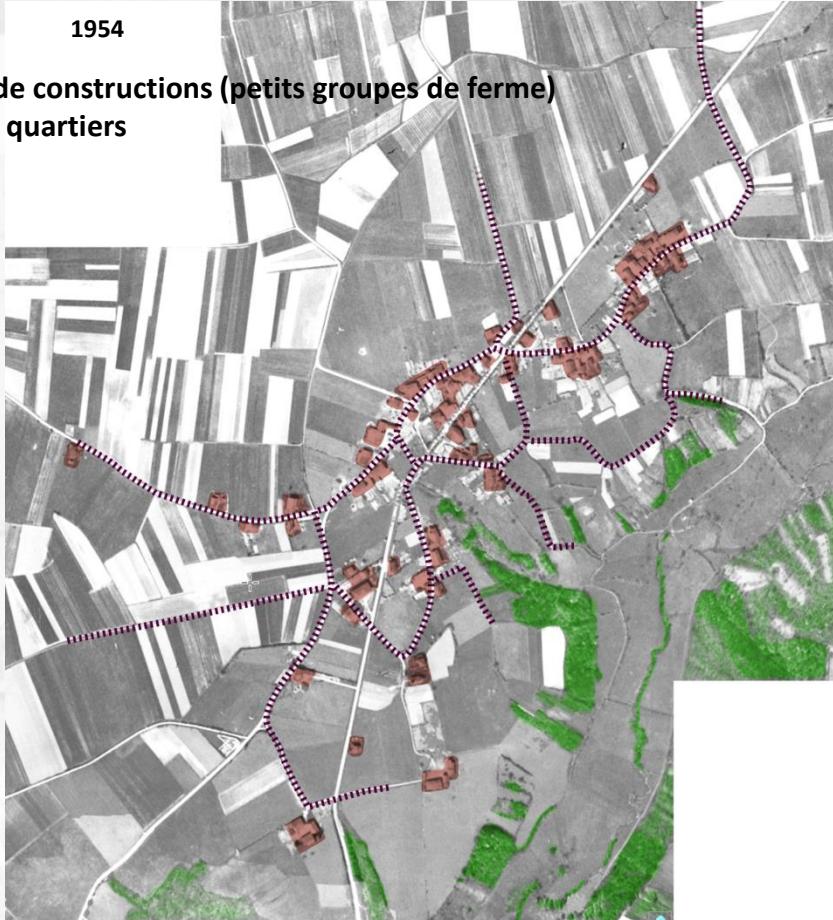 1954
de constructions (petits groupes de ferme)
quartiers